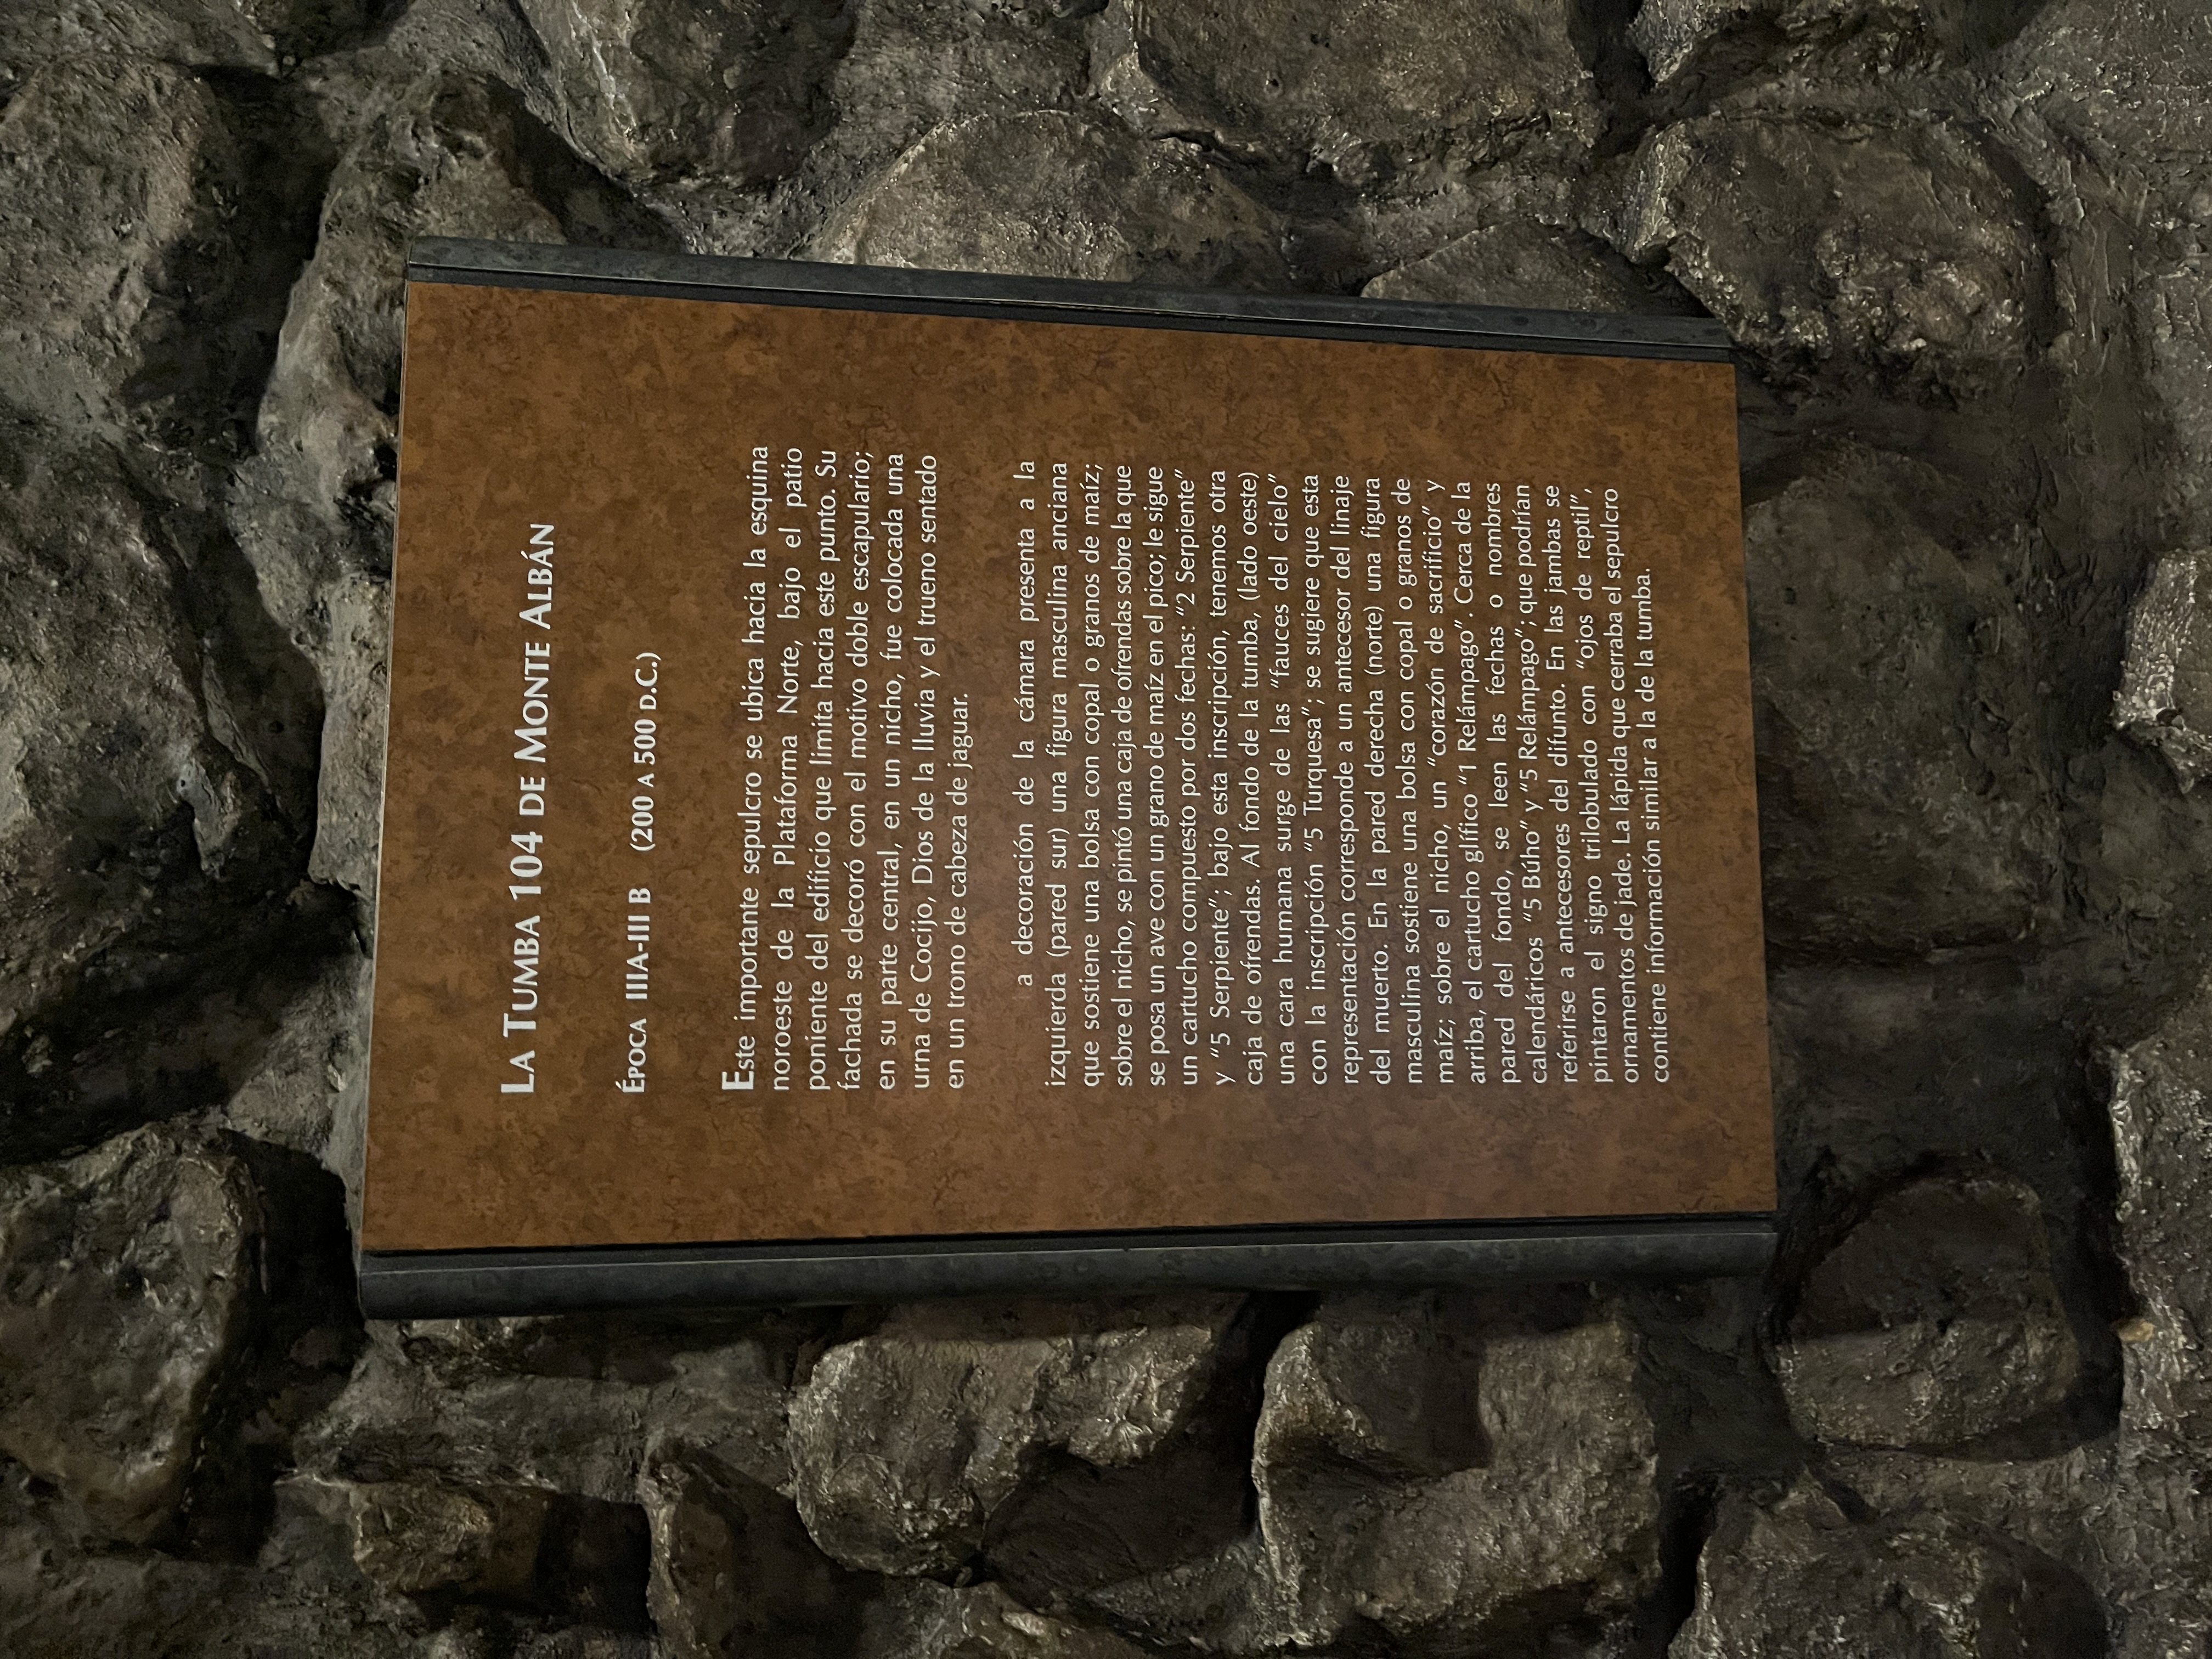 LA TUMBA 104 DE MONTE ALBÁN
ÉPOCA IIIA-III B (200 A 500 D.C.)
Este importante sepulcro se ubica hacia la esquina
noroeste de la Plataforma Norte, bajo el patio
poniente del edificio que limita hacia este punto. Su
fachada se decoró con el motivo doble escapulario;
en su parte central, en un nicho, fue colocada una
urna de Cocijo, Dios de la lluvia y el trueno sentado
en un trono de cabeza de jaguar.
a decoración de la cámara presenta a la
izquierda (pared sur) una figura masculina anciana
que sostiene una bolsa con copal o granos de maíz;
sobre el nicho, se pintó una caja de ofrendas sobre la que
se posa un ave con un grano de maíz en el pico; le sigue
un cartucho compuesto por dos fechas: “2 Serpiente”
y “5 Serpiente”; bajo esta inscripción, tenemos otra
caja de ofrendas. Al fondo de la tumba, (lado oeste)
una cara humana surge de las “fauces del cielo”
con la inscripción “5 Turquesa”; se sugiere que esta
representación corresponde a un antecesor del linaje
del muerto. En la pared derecha (norte) una figura
masculina sostiene una bolsa con copal o granos de
maíz; sobre el nicho, un “corazón de sacrificio” y
arriba, el cartucho glífico “1 Relámpago”. Cerca de la
pared del fondo, se leen las fechas o nombres
calendáricos “5 Búho” y “5 Relámpago”; que podrían
referirse a antecesores del difunto. En las jambas se
pintaron el signo trilobulado con “ojos de reptil”,
ornamentos de jade. La lápida que cerraba el sepulcro
contiene información similar a la de la tumba.